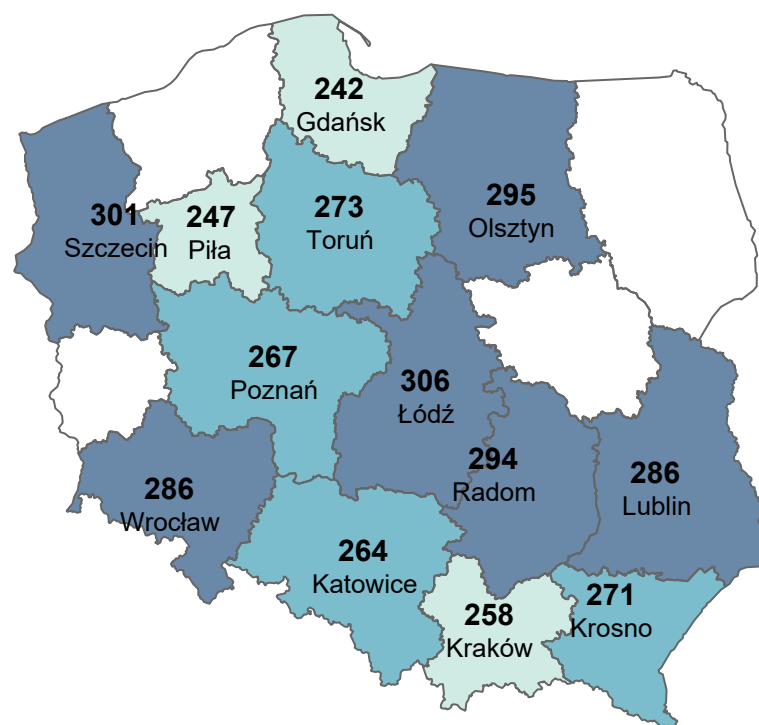 242
Gdańsk
301
Szczecin
247
Piła
273
Toruń
295
Olsztyn
267
Poznań
306
Łódź
286
Wrocław
294
Radom
286
Lublin
264
Katowice
258
Kraków
271
Krosno